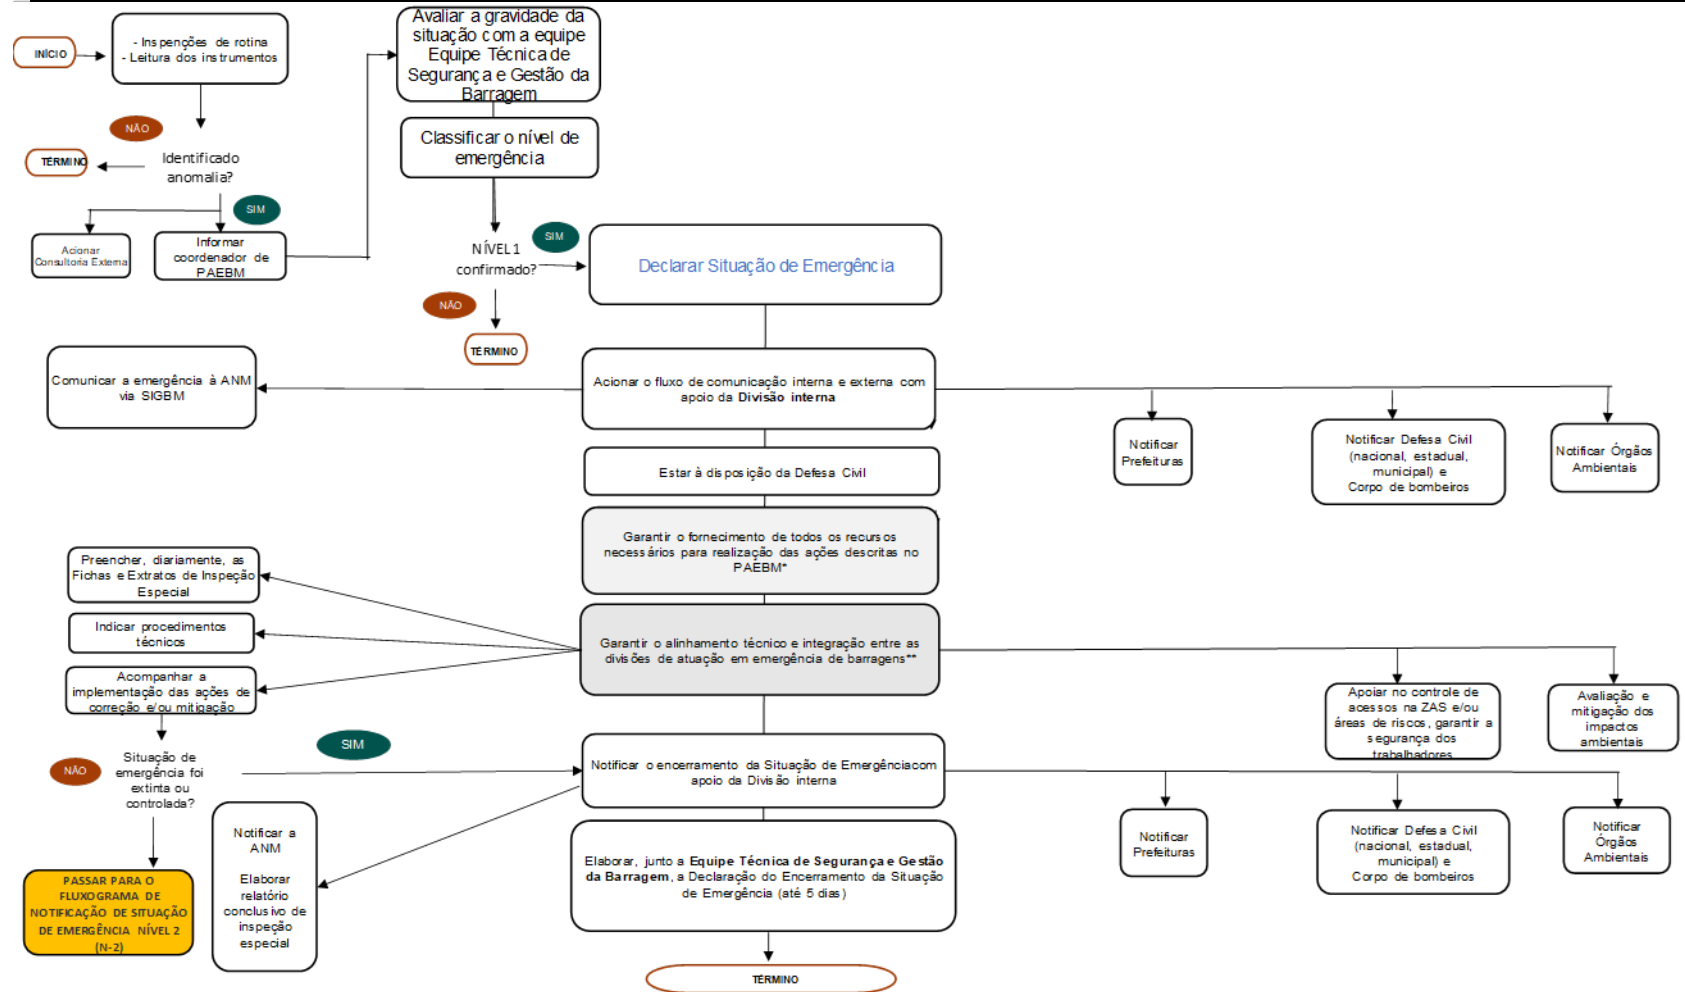 INÍCIO
- Inspenções de rotina
- Leitura dos instrumentos
NÃO
TÉRMINO
Identificado
anomalia?
SIM
Acionar
Consultoria Externa
Informar
coordenador de
PAEBM
Avaliar a gravidade da
situação com a equipe
Equipe Técnica de
Segurança e Gestão da
Barragem
Classificar o nível de
emergência
NÍVEL 1
confirmado?
SIM
NÃO
TÉRMINO
Declarar Situação de Emergência
Comunicar a emergência à ANM
via SIGBM
Acionar o fluxo de comunicação interna e externa com
apoio da Divisão interna
Notificar
Prefeituras
Notificar Defesa Civil
(nacional, estadual,
municipal) e
Corpo de bombeiros
Notificar Órgãos
Ambientais
Estar à disposição da Defesa Civil
Garantir o fornecimento de todos os recursos
necessários para realização das ações descritas no
PAEBM*
Preencher, diariamente, as
Fichas e Extratos de Inspeção
Especial
Indicar procedimentos
técnicos
Acompanhar a
implementação das ações de
correção e/ou mitigação
Garantir o alinhamento técnico e integração entre as
divisões de atuação em emergência de barragens**
Apoiar no controle de
acessos na ZAS e/ou
áreas de riscos, garantir a
segurança dos
trabalhadores
Avaliação e
mitigação dos
impactos
ambientais
SIM
NÃO
Situação de
emergência foi
extinta ou
controlada?
Notificar o encerramento da Situação de Emergênciacom
apoio da Divisão interna
Notificar a
ANM
Elaborar
relatório
conclusivo de
inspeção
especial
Notificar
Prefeituras
Notificar Defesa Civil
(nacional, estadual,
municipal) e
Corpo de bombeiros
Notificar
Órgãos
Ambientais
Elaborar, junto a Equipe Técnica de Segurança e Gestão
da Barragem, a Declaração do Encerramento da Situação
de Emergência (até 5 dias)
PASSAR PARA O
FLUXOGRAMA DE
NOTIFICAÇÃO DE SITUAÇÃO
DE EMERGÊNCIA NÍVEL 2
(N-2)
TÉRMINO